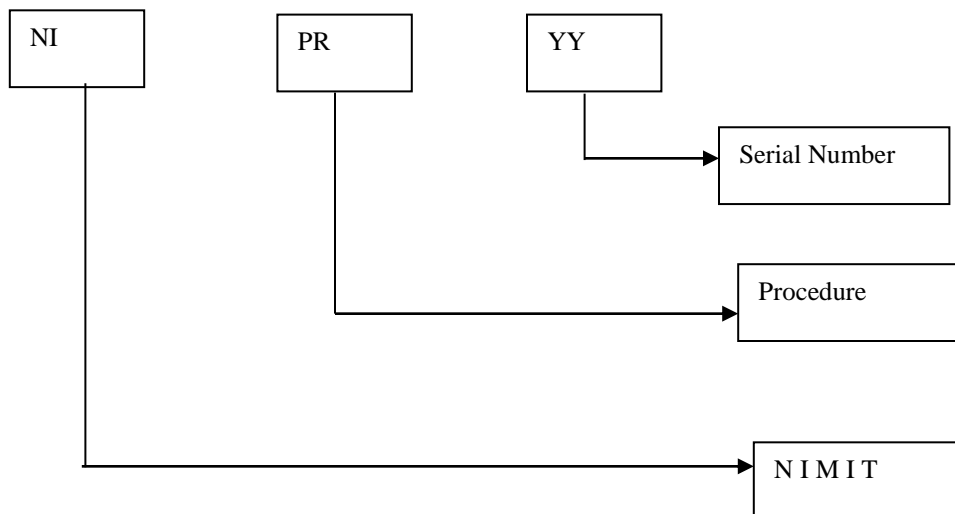 NI
PR
YY
Serial Number
Procedure
N I M I T